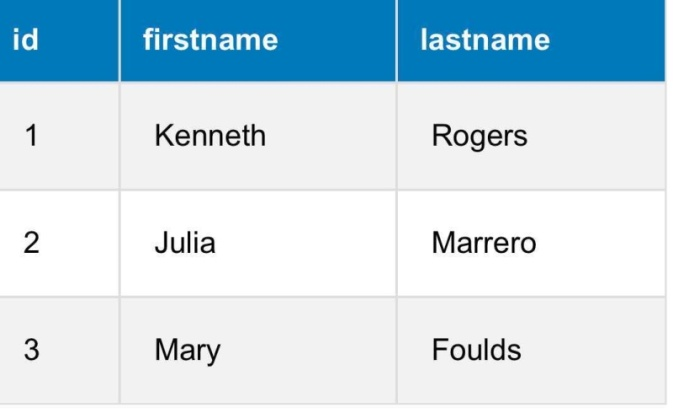 id firstname lastname
1 Kenneth Rogers
2 Julia Marrero
3 Mary Foulds